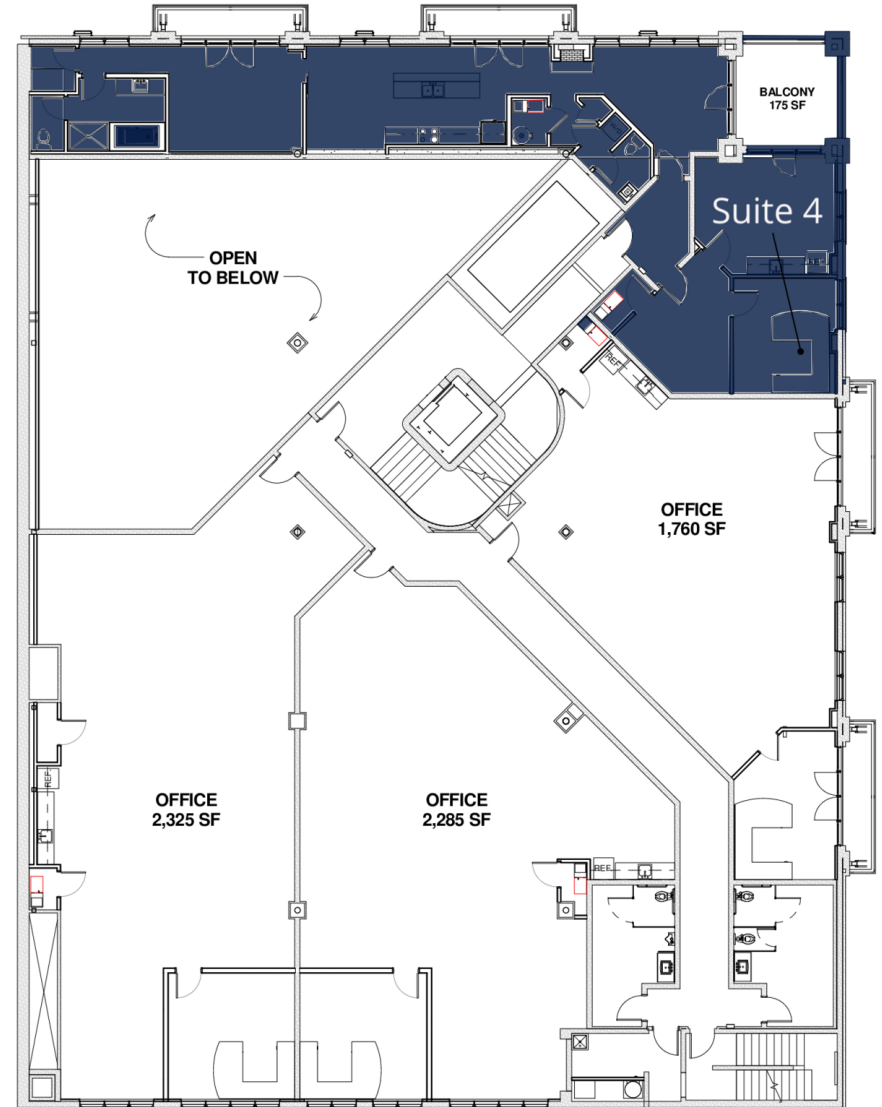 BALCONY
175 SF
Suite 4
OPEN
TO BELOW
REF.
OFFICE
1,760 SF
REF.
OFFICE
2,325 SF
OFFICE
2,285 SF
REF.